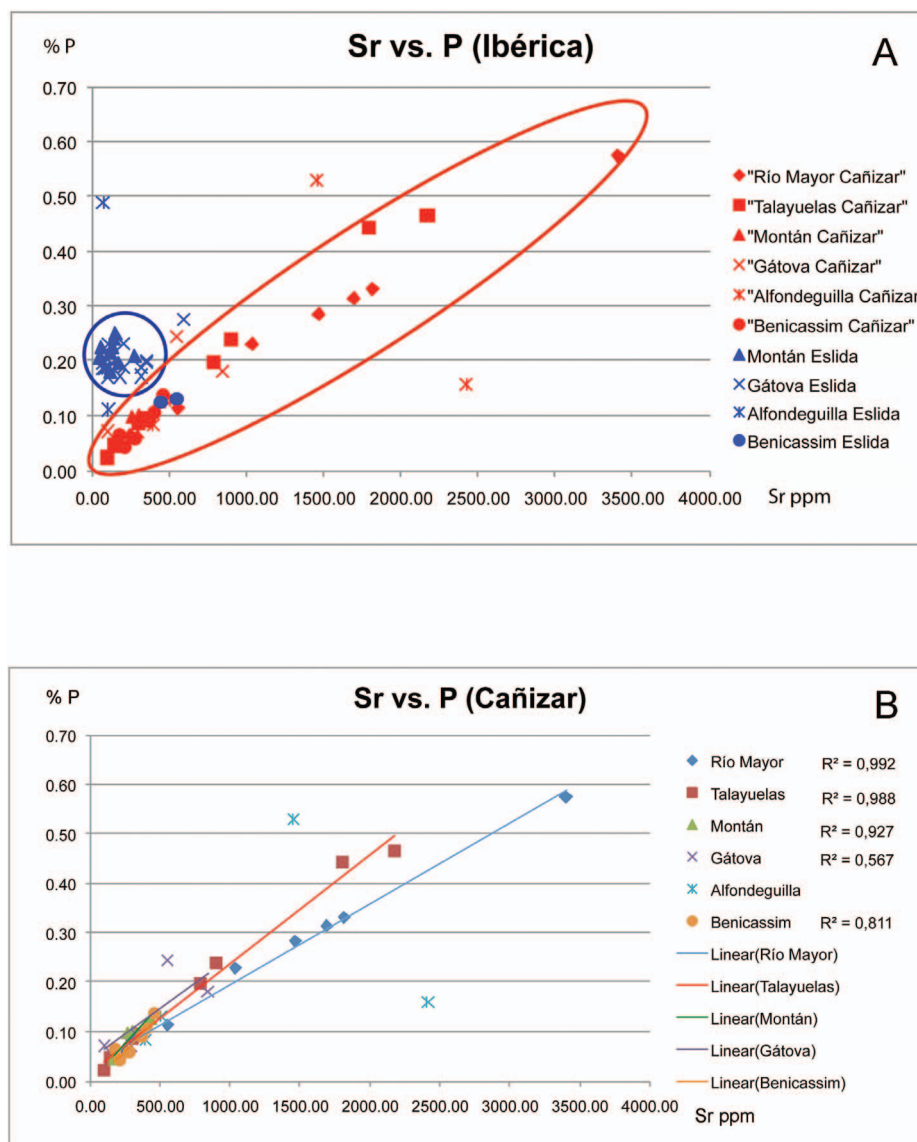 % P
Sr vs. P (Ibérica)
A
0.70
0.60
0.50
0.40
0.30
0.20
0.10
0.00
0.00 500.00 1000.00 1500.00 2000.00 2500.00 3000.00 3500.00 4000.00
Sr ppm
"Río Mayor Cañizar"
"Talayuelas Cañizar"
"Montán Cañizar"
"Gátova Cañizar"
"Alfondeguilla Cañizar
"Benicassim Cañizar"
Montán Eslida
Gátova Eslida
Alfondeguilla Eslida
Benicassim Eslida
% P
Sr vs. P (Cañizar)
B
0.70
0.60
0.50
0.40
0.30
0.20
0.10
0.00
0.00 500.00 1000.00 1500.00 2000.00 2500.00 3000.00 3500.00 4000.00
Sr ppm
Río Mayor R² = 0,992
Talayuelas R² = 0,988
Montán R² = 0,927
Gátova R² = 0,567
Alfondeguilla
Benicassim R² = 0,811
Linear(Río Mayor)
Linear(Talayuelas)
Linear(Montán)
Linear(Gátova)
Linear(Benicassim)